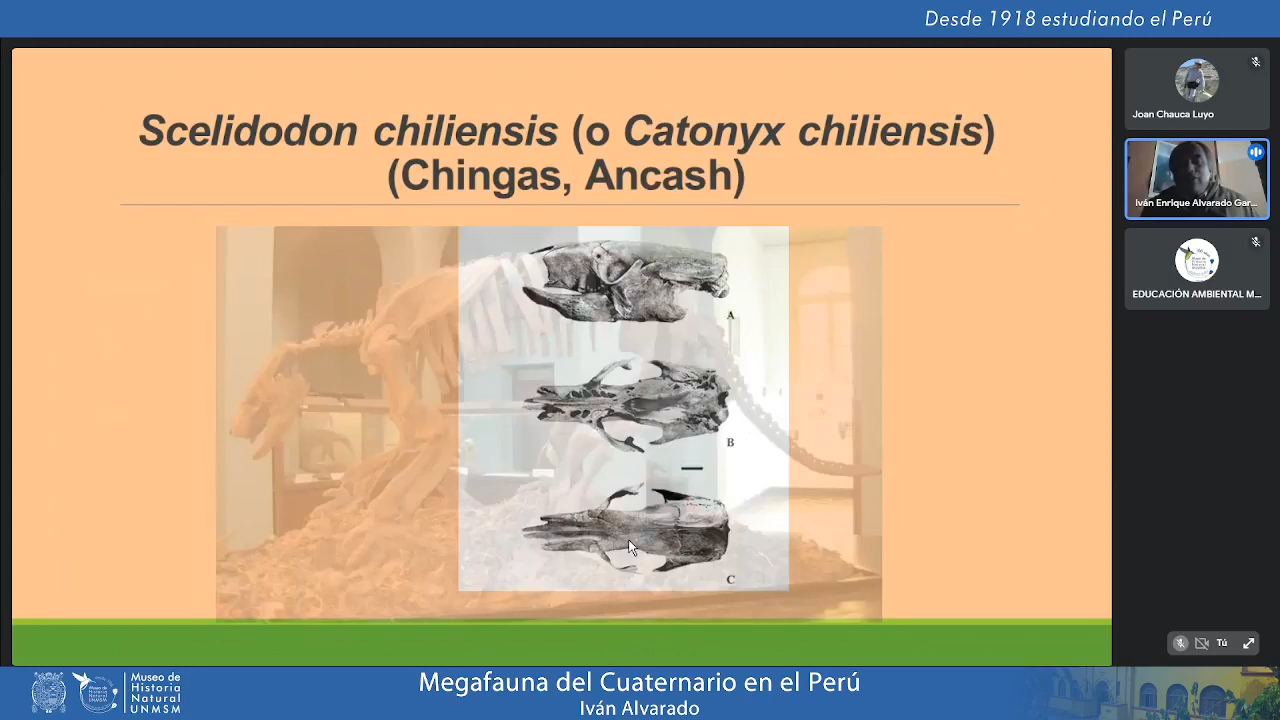 Desde 1918 estudiando el Perú
Scelidodon chiliensis (o Catonyx chiliensis)
(Chingas, Ancash)
A
B
C
Joan Chauca Luyo
Iván Enrique Alvarado Gar...
EDUCACIÓN AMBIENTAL M...
Tú
Museo de
Historia
Natural
UNMSM
Megafauna del Cuaternario en el Perú
Iván Alvarado